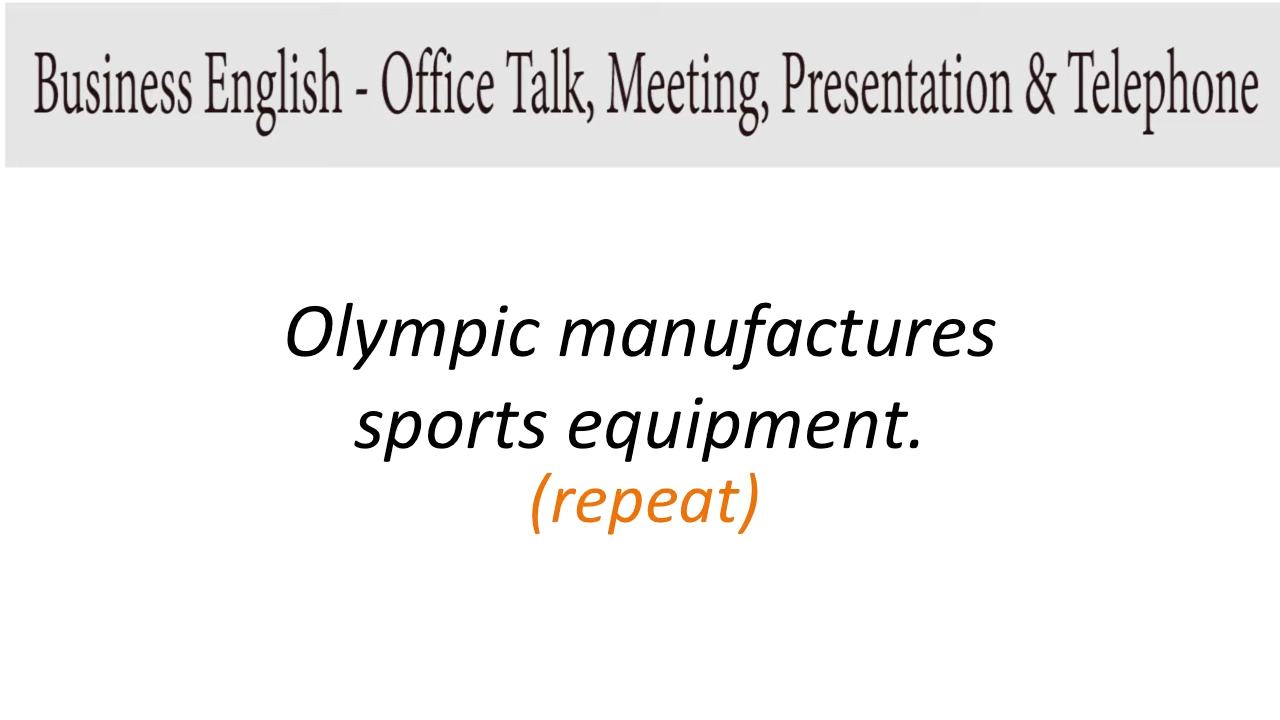 Business English - Office Talk, Meeting, Presentation & Telephone
Olympic manufactures
sports equipment.
(repeat)